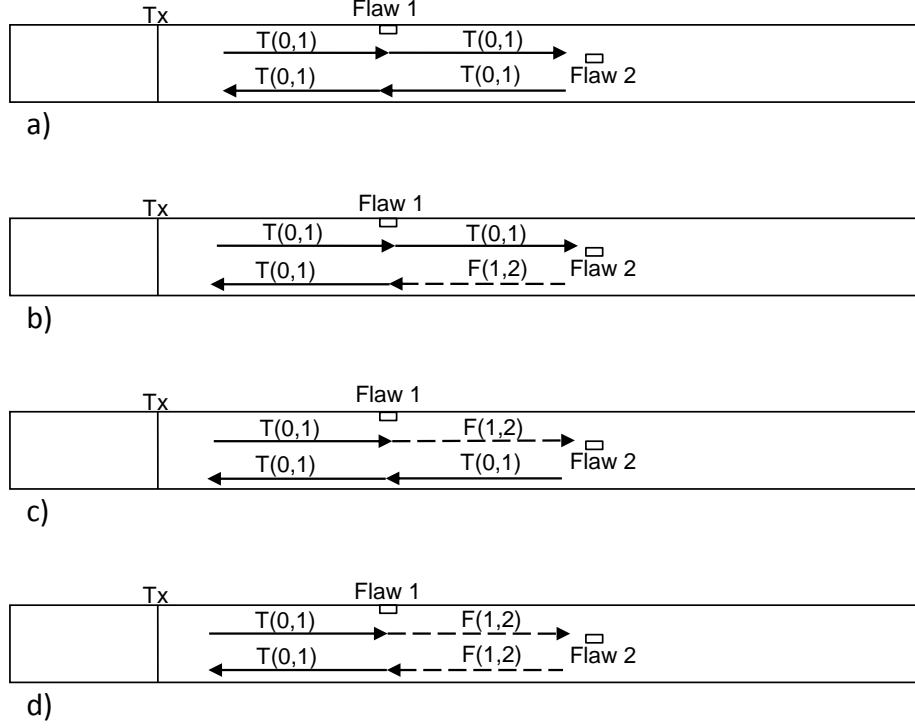 Tx Flaw 1
T(0,1) T(0,1)
T(0,1) T(0,1) Flaw 2
a)
Tx Flaw 1
T(0,1) T(0,1)
T(0,1) F(1,2) Flaw 2
b)
Tx Flaw 1
T(0,1) F(1,2)
T(0,1) T(0,1) Flaw 2
c)
Tx Flaw 1
T(0,1) F(1,2)
T(0,1) F(1,2) Flaw 2
d)